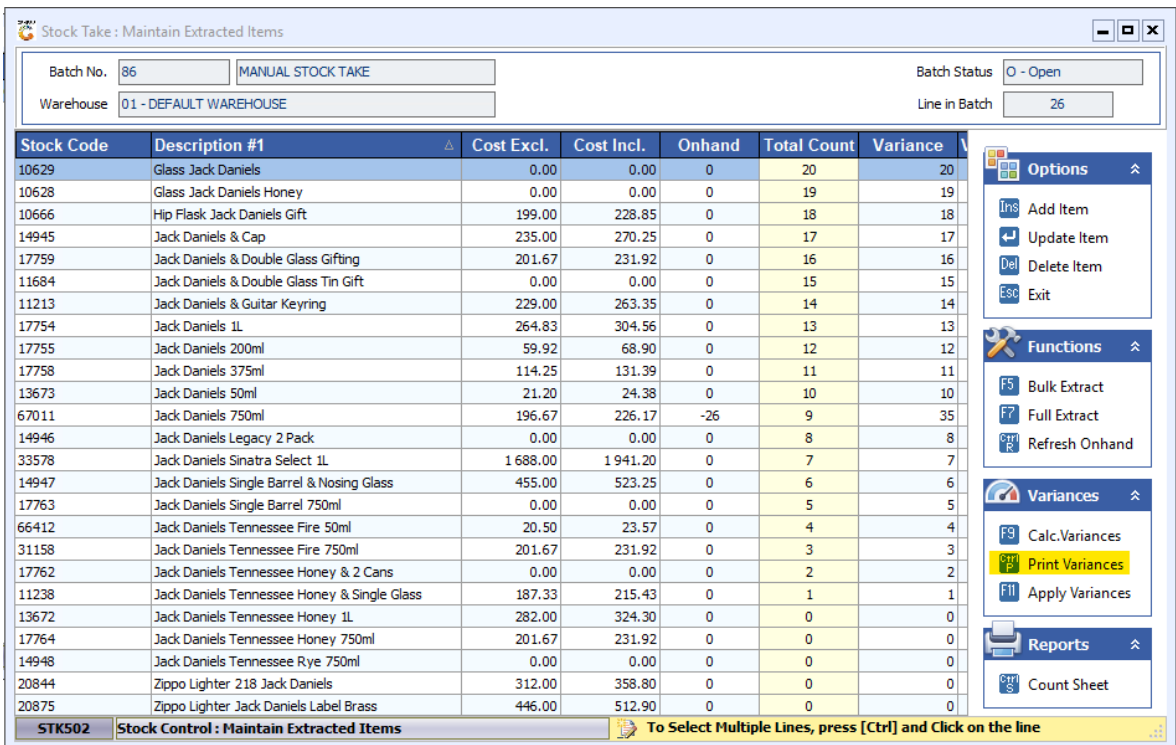 Stock Take : Maintain Extracted Items
Batch No. 86 MANUAL STOCK TAKE Batch Status O - Open
Warehouse 01 - DEFAULT WAREHOUSE Line in Batch 26
Stock Code Description #1 Cost Excl. Cost Incl. Onhand Total Count Variance
10629 Glass Jack Daniels 0.00 0.00 0 20 20
10628 Glass Jack Daniels Honey 0.00 0.00 0 19 19
10666 Hip Flask Jack Daniels Gift 199.00 228.85 0 18 18
14945 Jack Daniels & Cap 235.00 270.25 0 17 17
17759 Jack Daniels & Double Glass Gifting 201.67 231.92 0 16 16
11684 Jack Daniels & Double Glass Tin Gift 0.00 0.00 0 15 15
11213 Jack Daniels & Guitar Keyring 229.00 263.35 0 14 14
17754 Jack Daniels 1L 264.83 304.56 0 13 13
17755 Jack Daniels 200ml 59.92 68.90 0 12 12
17758 Jack Daniels 375ml 114.25 131.39 0 11 11
13673 Jack Daniels 50ml 21.20 24.38 0 10 10
67011 Jack Daniels 750ml 196.67 226.17 -26 9 35
14946 Jack Daniels Legacy 2 Pack 0.00 0.00 0 8 8
33578 Jack Daniels Sinatra Select 1L 1 688.00 1 941.20 0 7 7
14947 Jack Daniels Single Barrel & Nosing Glass 455.00 523.25 0 6 6
17763 Jack Daniels Single Barrel 750ml 0.00 0.00 0 5 5
66412 Jack Daniels Tennessee Fire 50ml 20.50 23.57 0 4 4
31158 Jack Daniels Tennessee Fire 750ml 201.67 231.92 0 3 3
17762 Jack Daniels Tennessee Honey & 2 Cans 0.00 0.00 0 2 2
11238 Jack Daniels Tennessee Honey & Single Glass 187.33 215.43 0 1 1
13672 Jack Daniels Tennessee Honey 1L 282.00 324.30 0 0 0
17764 Jack Daniels Tennessee Honey 750ml 201.67 231.92 0 0 0
14948 Jack Daniels Tennessee Rye 750ml 0.00 0.00 0 0 0
20844 Zippo Lighter 218 Jack Daniels 312.00 358.80 0 0 0
20875 Zippo Lighter Jack Daniels Label Brass 446.00 512.90 0 0 0
Options
Ins Add Item
Update Item
Del Delete Item
Esc Exit
Functions
F5 Bulk Extract
F7 Full Extract
Ctrl R Refresh Onhand
Variances
F9 Calc.Variances
Ctrl P Print Variances
F11 Apply Variances
Reports
Ctrl S Count Sheet
STK502 Stock Control : Maintain Extracted Items To Select Multiple Lines, press [Ctrl] and Click on the line